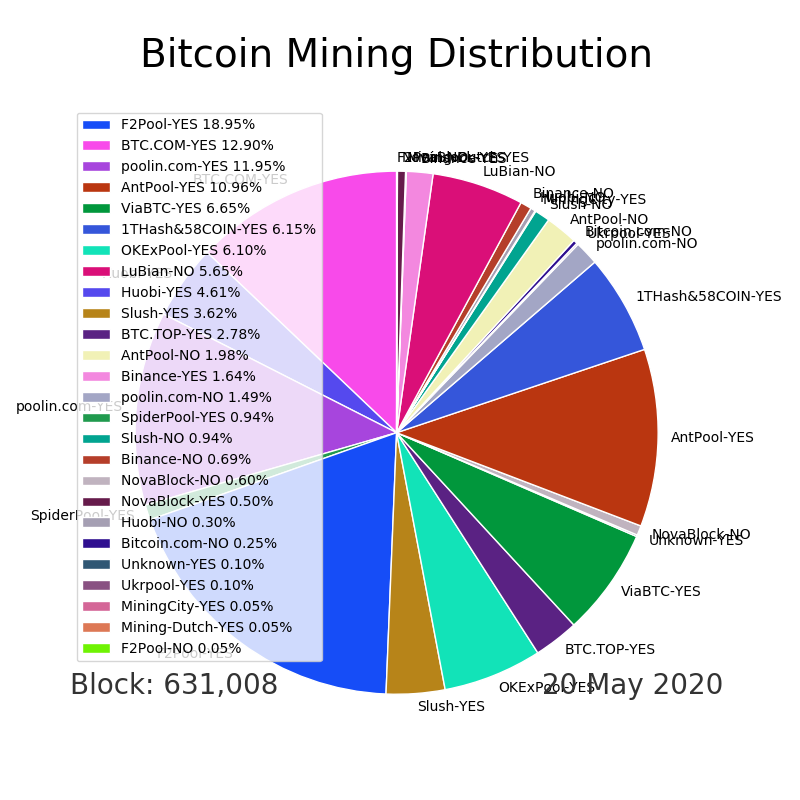 Bitcoin Mining Distribution
F2Pool-YES 18.95%
BTC.COM-YES 12.90%
poolin.com-YES 11.95%
AntPool-YES 10.96%
ViaBTC-YES 6.65%
1THash&58COIN-YES 6.15%
OKExPool-YES 6.10%
LuBian-NO 5.65%
Huobi-YES 4.61%
Slush-YES 3.62%
BTC.TOP-YES 2.78%
AntPool-NO 1.98%
Binance-YES 1.64%
poolin.com-NO 1.49%
SpiderPool-YES 0.94%
Slush-NO 0.94%
Binance-NO 0.69%
NovaBlock-NO 0.60%
NovaBlock-YES 0.50%
Huobi-NO 0.30%
Bitcoin.com-NO 0.25%
Unknown-YES 0.10%
Ukrpool-YES 0.10%
MiningCity-YES 0.05%
Mining-Dutch-YES 0.05%
F2Pool-NO 0.05%
BTC.COM-YES
poolin.com-YES
SpiderPool-YES
F2Pool-YES
LuBian-NO
Binance-NO
MiningCity-YES
Slush-NO
AntPool-NO
Bitcoin.com-NO
Ukrpool-YES
poolin.com-NO
1THash&58COIN-YES
AntPool-YES
NovaBlock-NO
Unknown-YES
ViaBTC-YES
BTC.TOP-YES
OKExPool-YES
Slush-YES
Block: 631,008
20 May 2020